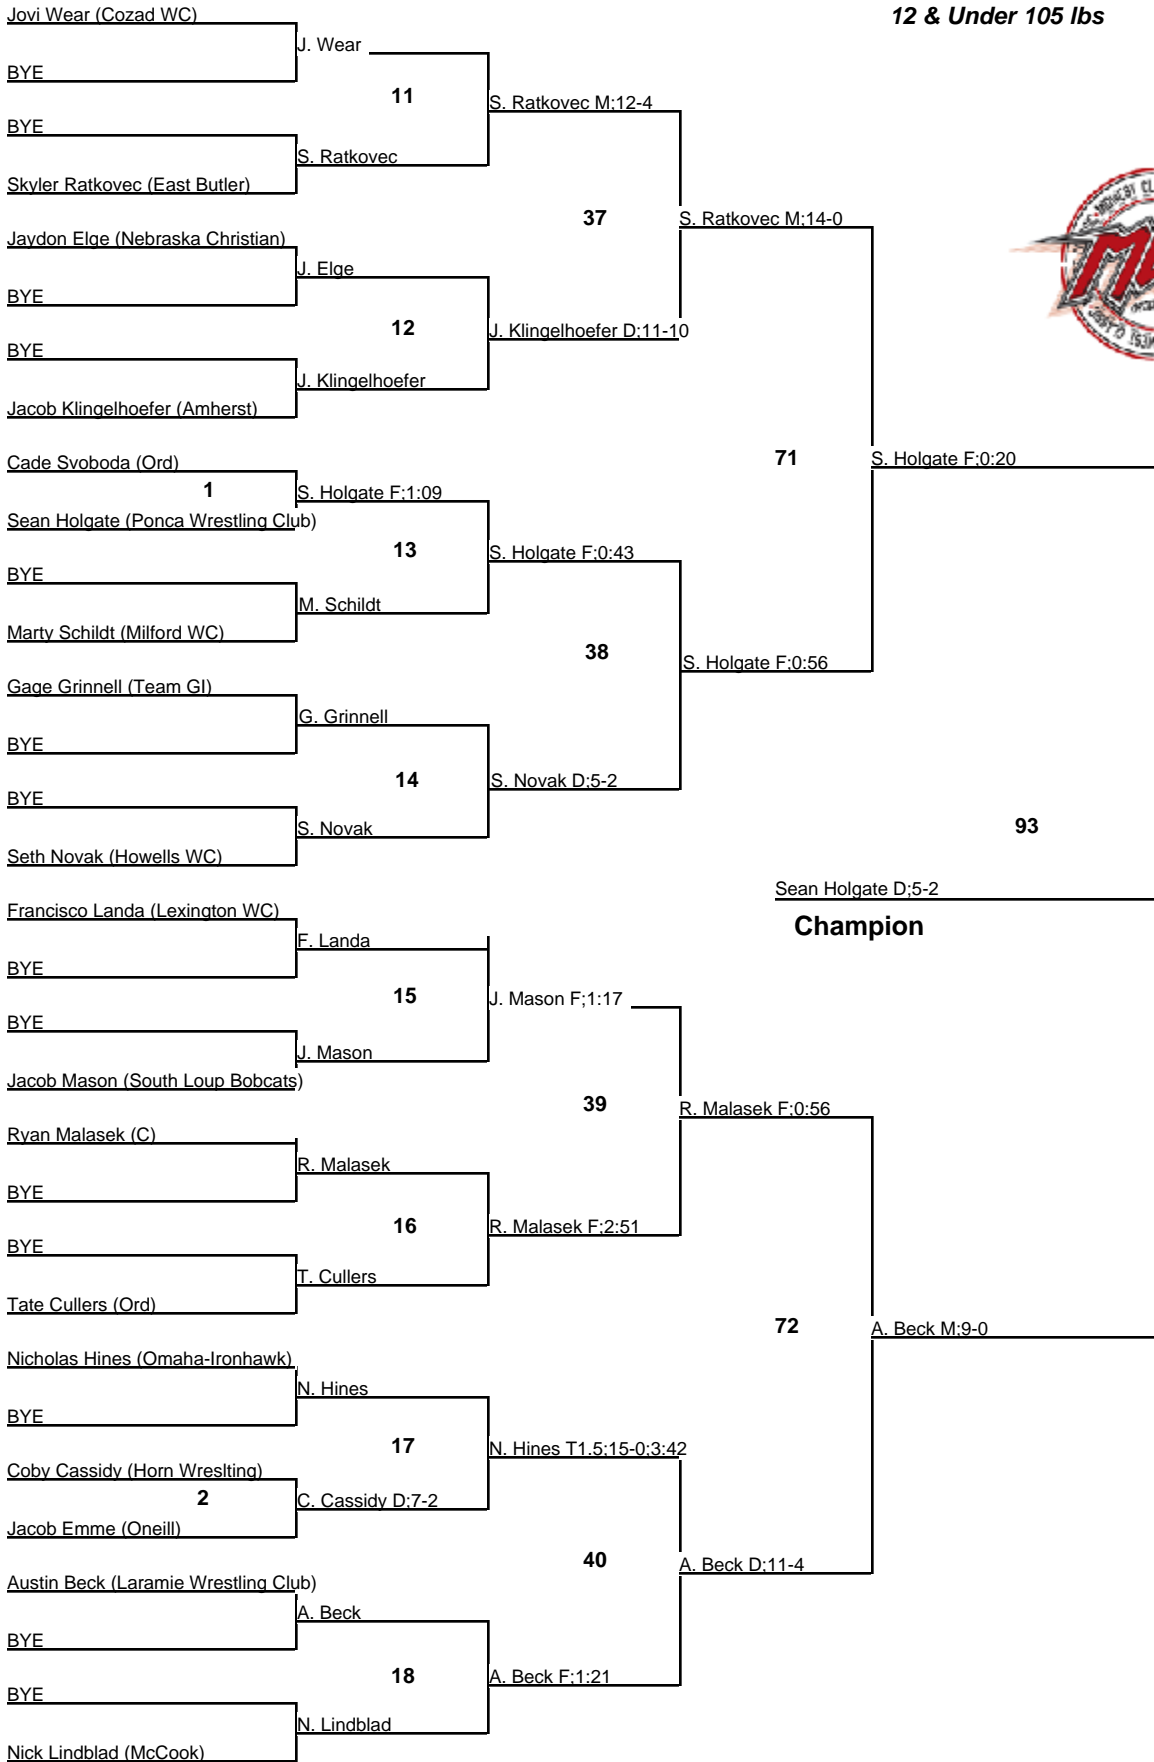 12 & Under 105 lbs
Jovi Wear (Cozad WC)
J. Wear
BYE
11
S. Ratkovec M;12-4
BYE
S. Ratkovec
Skyler Ratkovec (East Butler)
37
S. Ratkovec M;14-0
Jaydon Elge (Nebraska Christian)
J. Elge
BYE
12
J. Klingelhoefer D;11-10
BYE
J. Klingelhoefer
Jacob Klingelhoefer (Amherst)
71
S. Holgate F;0:20
Cade Svoboda (Ord)
1
S. Holgate F;1:09
Sean Holgate (Ponca Wrestling Club)
13
S. Holgate F;0:43
BYE
M. Schildt
Marty Schildt (Milford WC)
38
S. Holgate F;0:56
Gage Grinnell (Team GI)
G. Grinnell
BYE
14
S. Novak D;5-2
BYE
S. Novak
Seth Novak (Howells WC)
93
Sean Holgate D;5-2
Champion
Francisco Landa (Lexington WC)
F. Landa
BYE
15
J. Mason F;1:17
BYE
J. Mason
Jacob Mason (South Loup Bobcats)
39
R. Malasek F;0:56
Ryan Malasek (C)
R. Malasek
BYE
16
R. Malasek F;2:51
BYE
T. Cullers
Tate Cullers (Ord)
72
A. Beck M;9-0
Nicholas Hines (Omaha-Ironhawk)
N. Hines
BYE
17
N. Hines T1.5;15-0;3:42
Coby Cassidy (Horn Wreslting)
2
C. Cassidy D;7-2
Jacob Emme (Oneill)
40
A. Beck D;11-4
Austin Beck (Laramie Wrestling Club)
A. Beck
BYE
18
A. Beck F;1:21
BYE
N. Lindblad
Nick Lindblad (McCook)